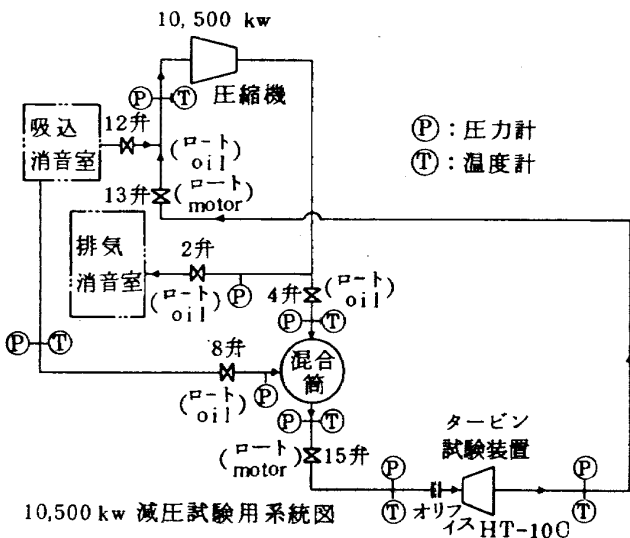 10,500 kw
圧縮機
Ⓟ Ⓣ
吸込
消音室
12弁
(ロート
oil)
13弁
(ロート
motor)
Ⓟ:圧力計
Ⓣ:温度計
排気
消音室
2弁
(ロート
oil)
Ⓟ
4弁
(ロート
oil)
Ⓟ Ⓣ
Ⓟ Ⓣ
8弁
(ロート
oil)
Ⓟ
混合
筒
Ⓟ Ⓣ
(ロート
motor)
15弁
タービン
試験装置
Ⓟ
Ⓣ
オリフ
ィス
HT-10C
Ⓟ
Ⓣ
10,500 kw 減圧試験用系統図